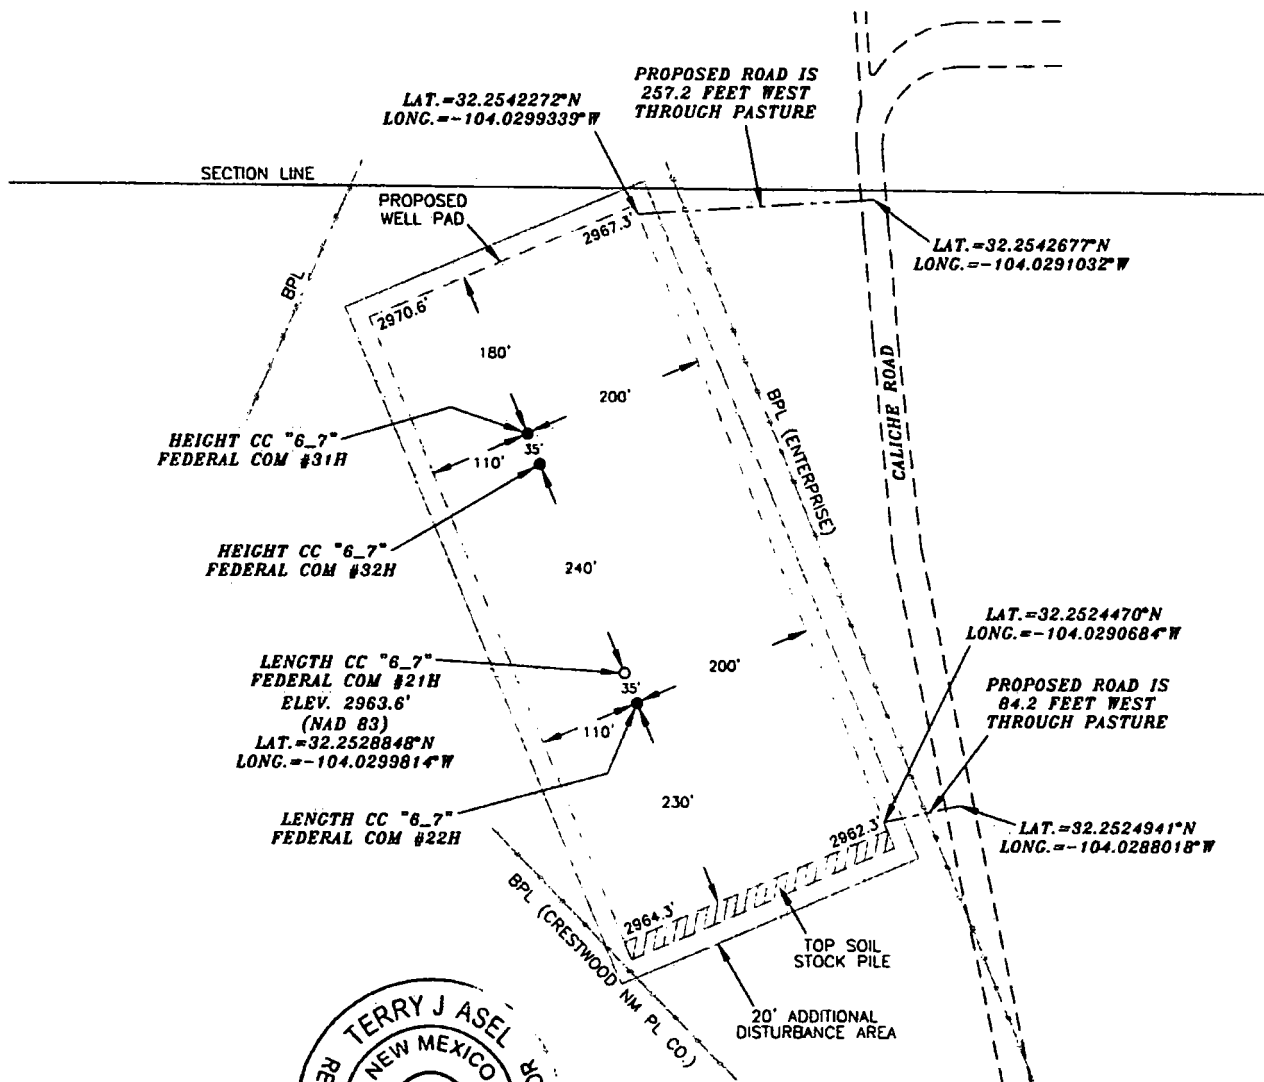 PROPOSED ROAD IS
257.2 FEET WEST
THROUGH PASTURE
LAT.=32.2542272°N
LONG.=-104.0299339°W
SECTION LINE
PROPOSED
WELL PAD
2967.3'
LAT.=32.2542677°N
LONG.=-104.0291032°W
BPL
2970.6'
180'
200'
CALICHE ROAD
BPL (ENTERPRISE)
HEIGHT CC "6_7"
FEDERAL COM #31H
35'
110'
HEIGHT CC "6_7"
FEDERAL COM #32H
240'
LAT.=32.2524470°N
LONG.=-104.0290684°W
LENGTH CC "6_7"
FEDERAL COM #21H
ELEV. 2963.6'
(NAD 83)
LAT.=32.2528848°N
LONG.=-104.0299814°W
200'
35'
110'
PROPOSED ROAD IS
84.2 FEET WEST
THROUGH PASTURE
LENGTH CC "6_7"
FEDERAL COM #22H
230'
2962.3'
LAT.=32.2524941°N
LONG.=-104.0288018°W
2964.3'
BPL (CRESTWOOD NM PL CO.)
TOP SOIL
STOCK PILE
20' ADDITIONAL
DISTURBANCE AREA
TERRY J ASEL
NEW MEXICO